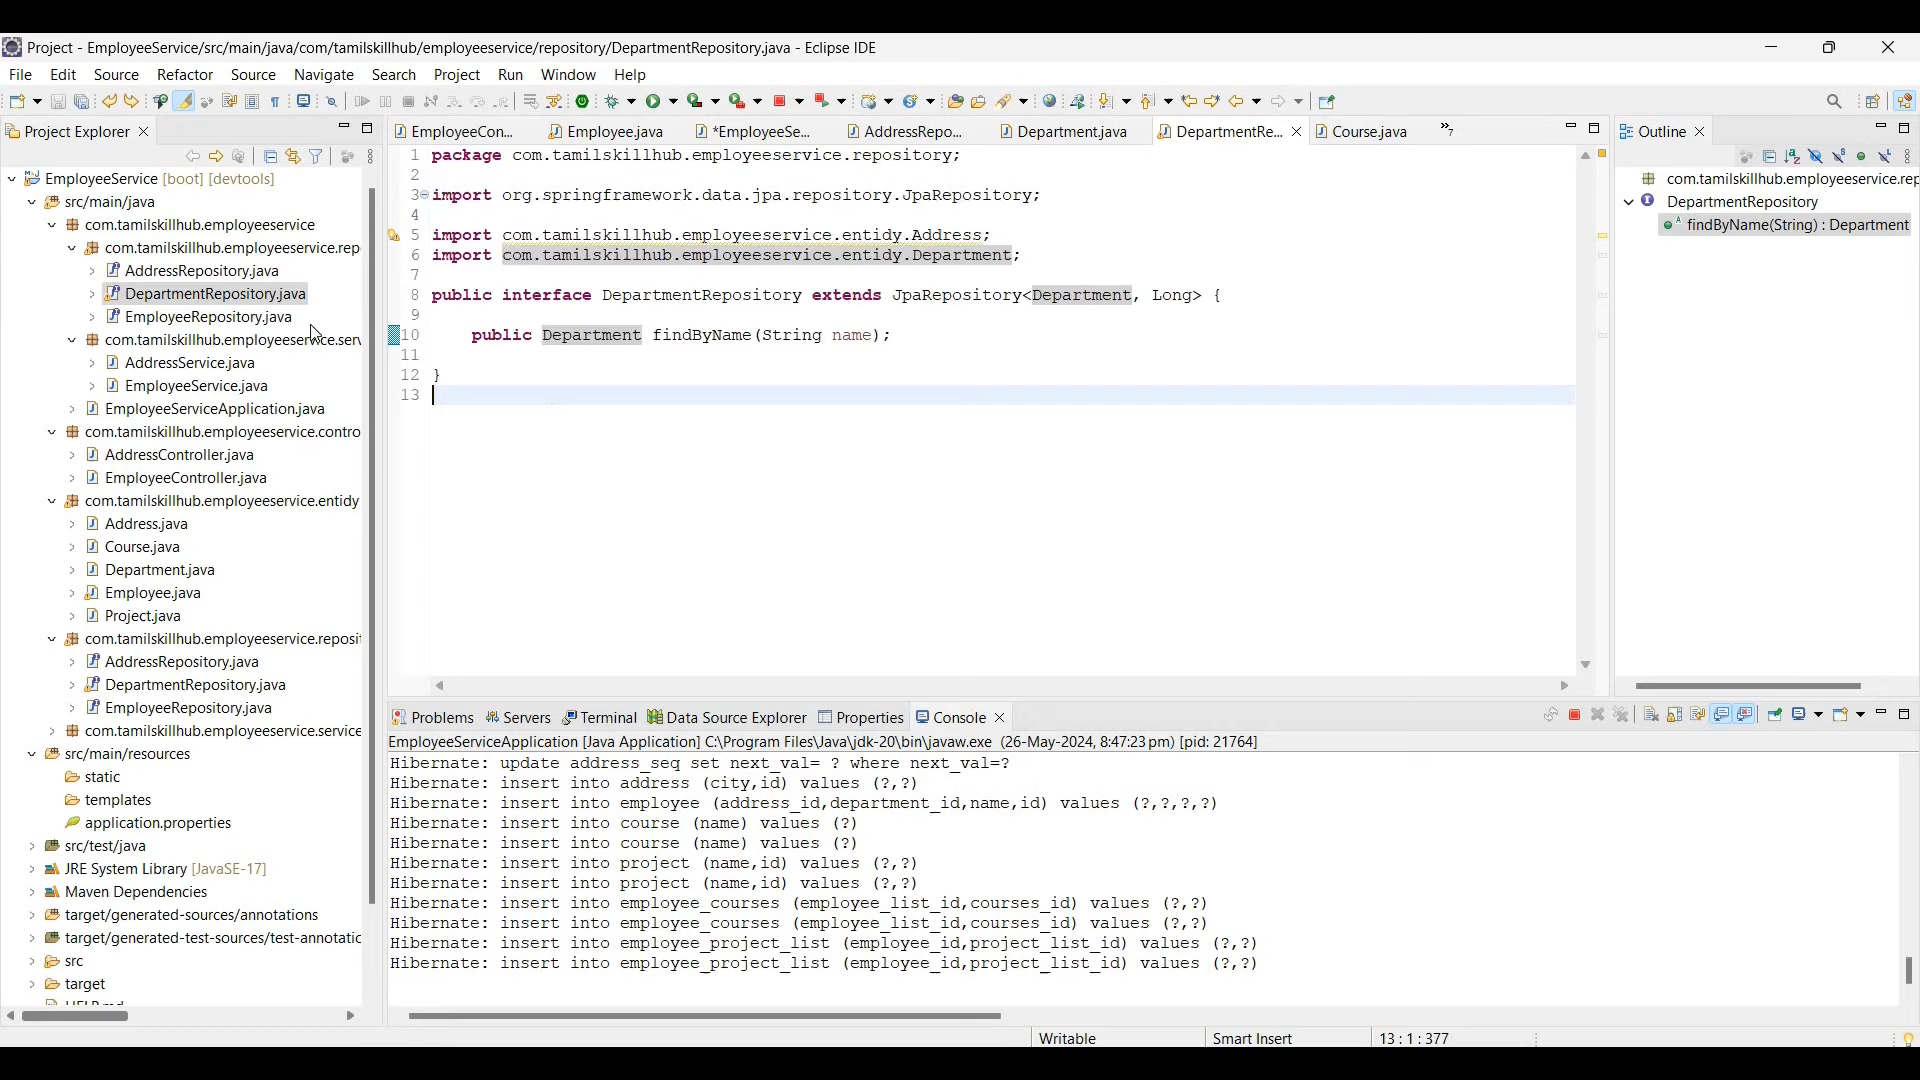 Project - EmployeeService/src/main/java/com/tamilskillhub/employeeservice/repository/DepartmentRepository.java - Eclipse IDE
File Edit Source Refactor Source Navigate Search Project Run Window Help
Project Explorer
EmployeeService [boot] [devtools]
src/main/java
com.tamilskillhub.employeeservice
com.tamilskillhub.employeeservice.rep
AddressRepository.java
DepartmentRepository.java
EmployeeRepository.java
com.tamilskillhub.employeeservice.serv
AddressService.java
EmployeeService.java
EmployeeServiceApplication.java
com.tamilskillhub.employeeservice.contro
AddressController.java
EmployeeController.java
com.tamilskillhub.employeeservice.entidy
Address.java
Course.java
Department.java
Employee.java
Project.java
com.tamilskillhub.employeeservice.reposit
AddressRepository.java
DepartmentRepository.java
EmployeeRepository.java
com.tamilskillhub.employeeservice.service
src/main/resources
static
templates
application.properties
src/test/java
JRE System Library [JavaSE-17]
Maven Dependencies
target/generated-sources/annotations
target/generated-test-sources/test-annotatic
src
target
EmployeeCon... Employee.java *EmployeeSe... AddressRepo... Department.java DepartmentRe... Course.java »7
1 package com.tamilskillhub.employeeservice.repository;
2
3 import org.springframework.data.jpa.repository.JpaRepository;
4
5 import com.tamilskillhub.employeeservice.entidy.Address;
6 import com.tamilskillhub.employeeservice.entidy.Department;
7
8 public interface DepartmentRepository extends JpaRepository<Department, Long> {
9
10 public Department findByName(String name);
11
12 }
13
Outline
com.tamilskillhub.employeeservice.rep
DepartmentRepository
findByName(String) : Department
Problems Servers Terminal Data Source Explorer Properties Console
EmployeeServiceApplication [Java Application] C:\Program Files\Java\jdk-20\bin\javaw.exe (26-May-2024, 8:47:23 pm) [pid: 21764]
Hibernate: update address_seq set next_val= ? where next_val=?
Hibernate: insert into address (city,id) values (?,?)
Hibernate: insert into employee (address_id,department_id,name,id) values (?,?,?,?)
Hibernate: insert into course (name) values (?)
Hibernate: insert into course (name) values (?)
Hibernate: insert into project (name,id) values (?,?)
Hibernate: insert into project (name,id) values (?,?)
Hibernate: insert into employee_courses (employee_list_id,courses_id) values (?,?)
Hibernate: insert into employee_courses (employee_list_id,courses_id) values (?,?)
Hibernate: insert into employee_project_list (employee_id,project_list_id) values (?,?)
Hibernate: insert into employee_project_list (employee_id,project_list_id) values (?,?)
Writable Smart Insert 13 : 1 : 377